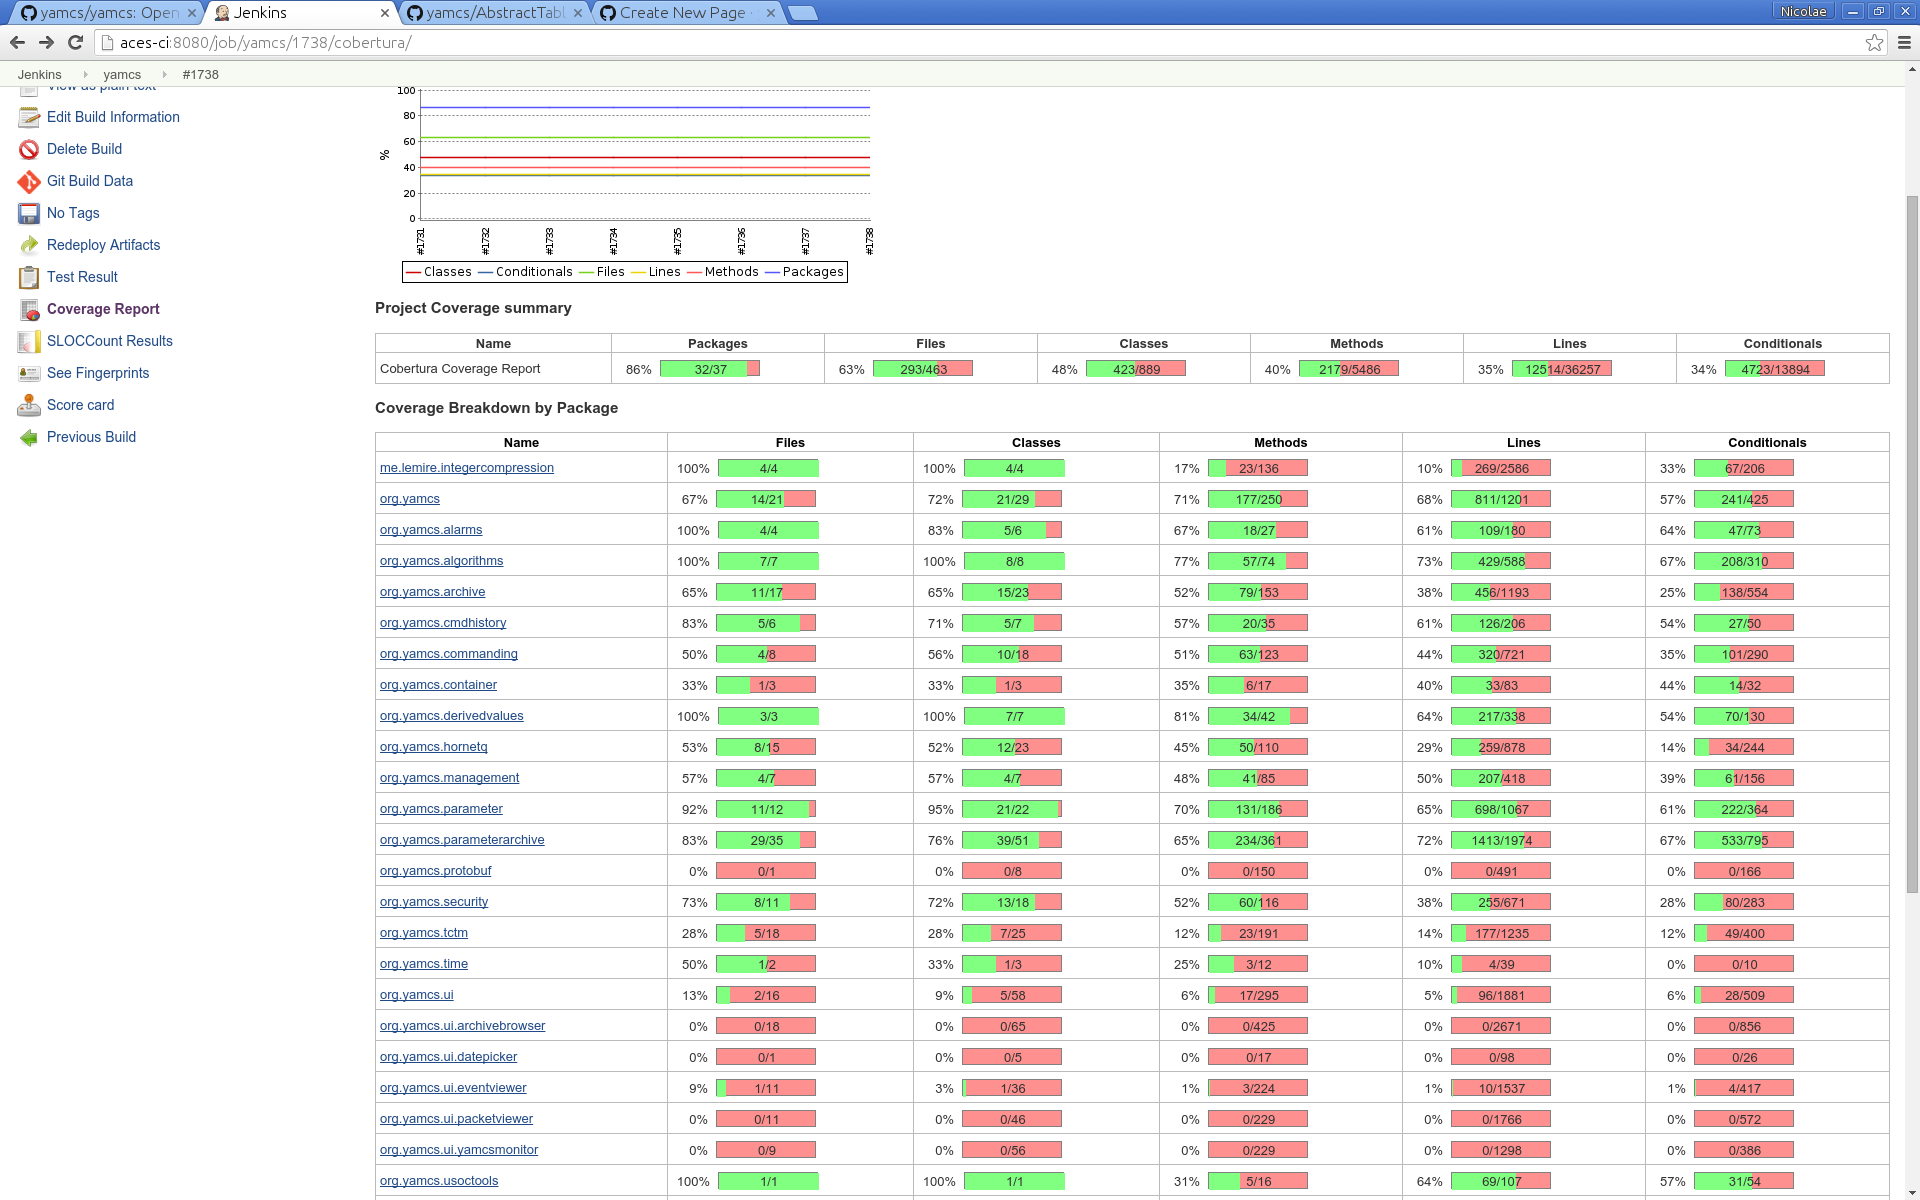 yamcs/yamcs: Open
Jenkins
yamcs/AbstractTabl
Create New Page ·
Nicolae
aces-ci:8080/job/yamcs/1738/cobertura/
Jenkins yamcs #1738
View as plain text
Edit Build Information
Delete Build
Git Build Data
No Tags
Redeploy Artifacts
Test Result
Coverage Report
SLOCCount Results
See Fingerprints
Score card
Previous Build
%
100
80
60
40
20
0
#1731 #1732 #1733 #1734 #1735 #1736 #1737 #1738
Classes Conditionals Files Lines Methods Packages
Project Coverage summary
Name Packages Files Classes Methods Lines Conditionals
Cobertura Coverage Report 86% 32/37 63% 293/463 48% 423/889 40% 2179/5486 35% 12514/36257 34% 4723/13894
Coverage Breakdown by Package
Name Files Classes Methods Lines Conditionals
me.lemire.integercompression 100% 4/4 100% 4/4 17% 23/136 10% 269/2586 33% 67/206
org.yamcs 67% 14/21 72% 21/29 71% 177/250 68% 811/1201 57% 241/425
org.yamcs.alarms 100% 4/4 83% 5/6 67% 18/27 61% 109/180 64% 47/73
org.yamcs.algorithms 100% 7/7 100% 8/8 77% 57/74 73% 429/588 67% 208/310
org.yamcs.archive 65% 11/17 65% 15/23 52% 79/153 38% 456/1193 25% 138/554
org.yamcs.cmdhistory 83% 5/6 71% 5/7 57% 20/35 61% 126/206 54% 27/50
org.yamcs.commanding 50% 4/8 56% 10/18 51% 63/123 44% 320/721 35% 101/290
org.yamcs.container 33% 1/3 33% 1/3 35% 6/17 40% 33/83 44% 14/32
org.yamcs.derivedvalues 100% 3/3 100% 7/7 81% 34/42 64% 217/338 54% 70/130
org.yamcs.hornetq 53% 8/15 52% 12/23 45% 50/110 29% 259/878 14% 34/244
org.yamcs.management 57% 4/7 57% 4/7 48% 41/85 50% 207/418 39% 61/156
org.yamcs.parameter 92% 11/12 95% 21/22 70% 131/186 65% 698/1067 61% 222/364
org.yamcs.parameterarchive 83% 29/35 76% 39/51 65% 234/361 72% 1413/1974 67% 533/795
org.yamcs.protobuf 0% 0/1 0% 0/8 0% 0/150 0% 0/491 0% 0/166
org.yamcs.security 73% 8/11 72% 13/18 52% 60/116 38% 255/671 28% 80/283
org.yamcs.tctm 28% 5/18 28% 7/25 12% 23/191 14% 177/1235 12% 49/400
org.yamcs.time 50% 1/2 33% 1/3 25% 3/12 10% 4/39 0% 0/10
org.yamcs.ui 13% 2/16 9% 5/58 6% 17/295 5% 96/1881 6% 28/509
org.yamcs.ui.archivebrowser 0% 0/18 0% 0/65 0% 0/425 0% 0/2671 0% 0/856
org.yamcs.ui.datepicker 0% 0/1 0% 0/5 0% 0/17 0% 0/98 0% 0/26
org.yamcs.ui.eventviewer 9% 1/11 3% 1/36 1% 3/224 1% 10/1537 1% 4/417
org.yamcs.ui.packetviewer 0% 0/11 0% 0/46 0% 0/229 0% 0/1766 0% 0/572
org.yamcs.ui.yamcsmonitor 0% 0/9 0% 0/56 0% 0/229 0% 0/1298 0% 0/386
org.yamcs.usoctools 100% 1/1 100% 1/1 31% 5/16 64% 69/107 57% 31/54